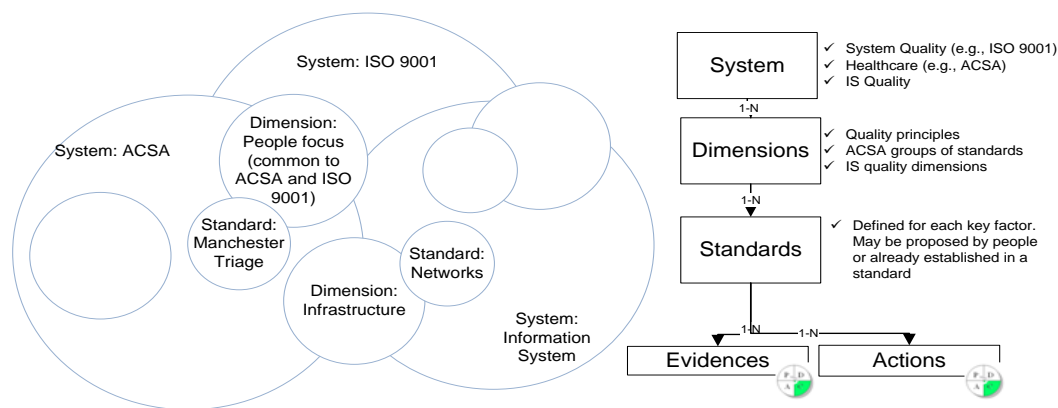 System: ISO 9001
System: ACSA
Dimension:
People focus
(common to
ACSA and ISO
9001)
Standard:
Manchester
Triage
Standard:
Networks
Dimension:
Infrastructure
System:
Information
System
System
✓ System Quality (e.g., ISO 9001)
✓ Healthcare (e.g., ACSA)
✓ IS Quality
1-N
Dimensions
✓ Quality principles
✓ ACSA groups of standards
✓ IS quality dimensions
1-N
Standards
✓ Defined for each key factor.
May be proposed by people
or already established in a
standard
1-N
1-N
Evidences
Actions
P D
A C
P D
A C